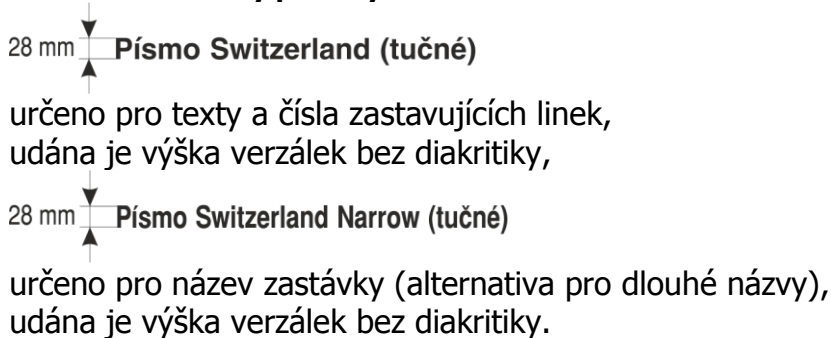 28 mm Písmo Switzerland (tučné)
určeno pro texty a čísla zastavujících linek,
udána je výška verzálek bez diakritiky,
28 mm Písmo Switzerland Narrow (tučné)
určeno pro název zastávky (alternativa pro dlouhé názvy),
udána je výška verzálek bez diakritiky.